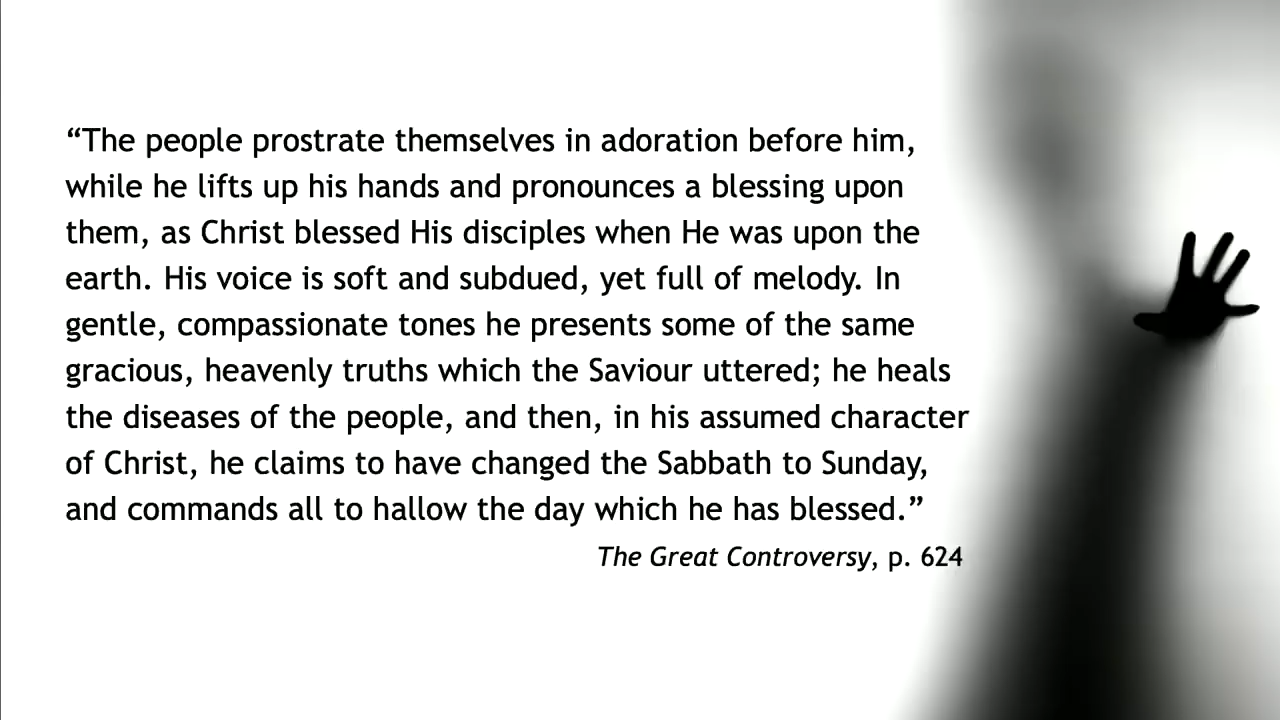 “The people prostrate themselves in adoration before him,
while he lifts up his hands and pronounces a blessing upon
them, as Christ blessed His disciples when He was upon the
earth. His voice is soft and subdued, yet full of melody. In
gentle, compassionate tones he presents some of the same
gracious, heavenly truths which the Saviour uttered; he heals
the diseases of the people, and then, in his assumed character
of Christ, he claims to have changed the Sabbath to Sunday,
and commands all to hallow the day which he has blessed.”
The Great Controversy, p. 624